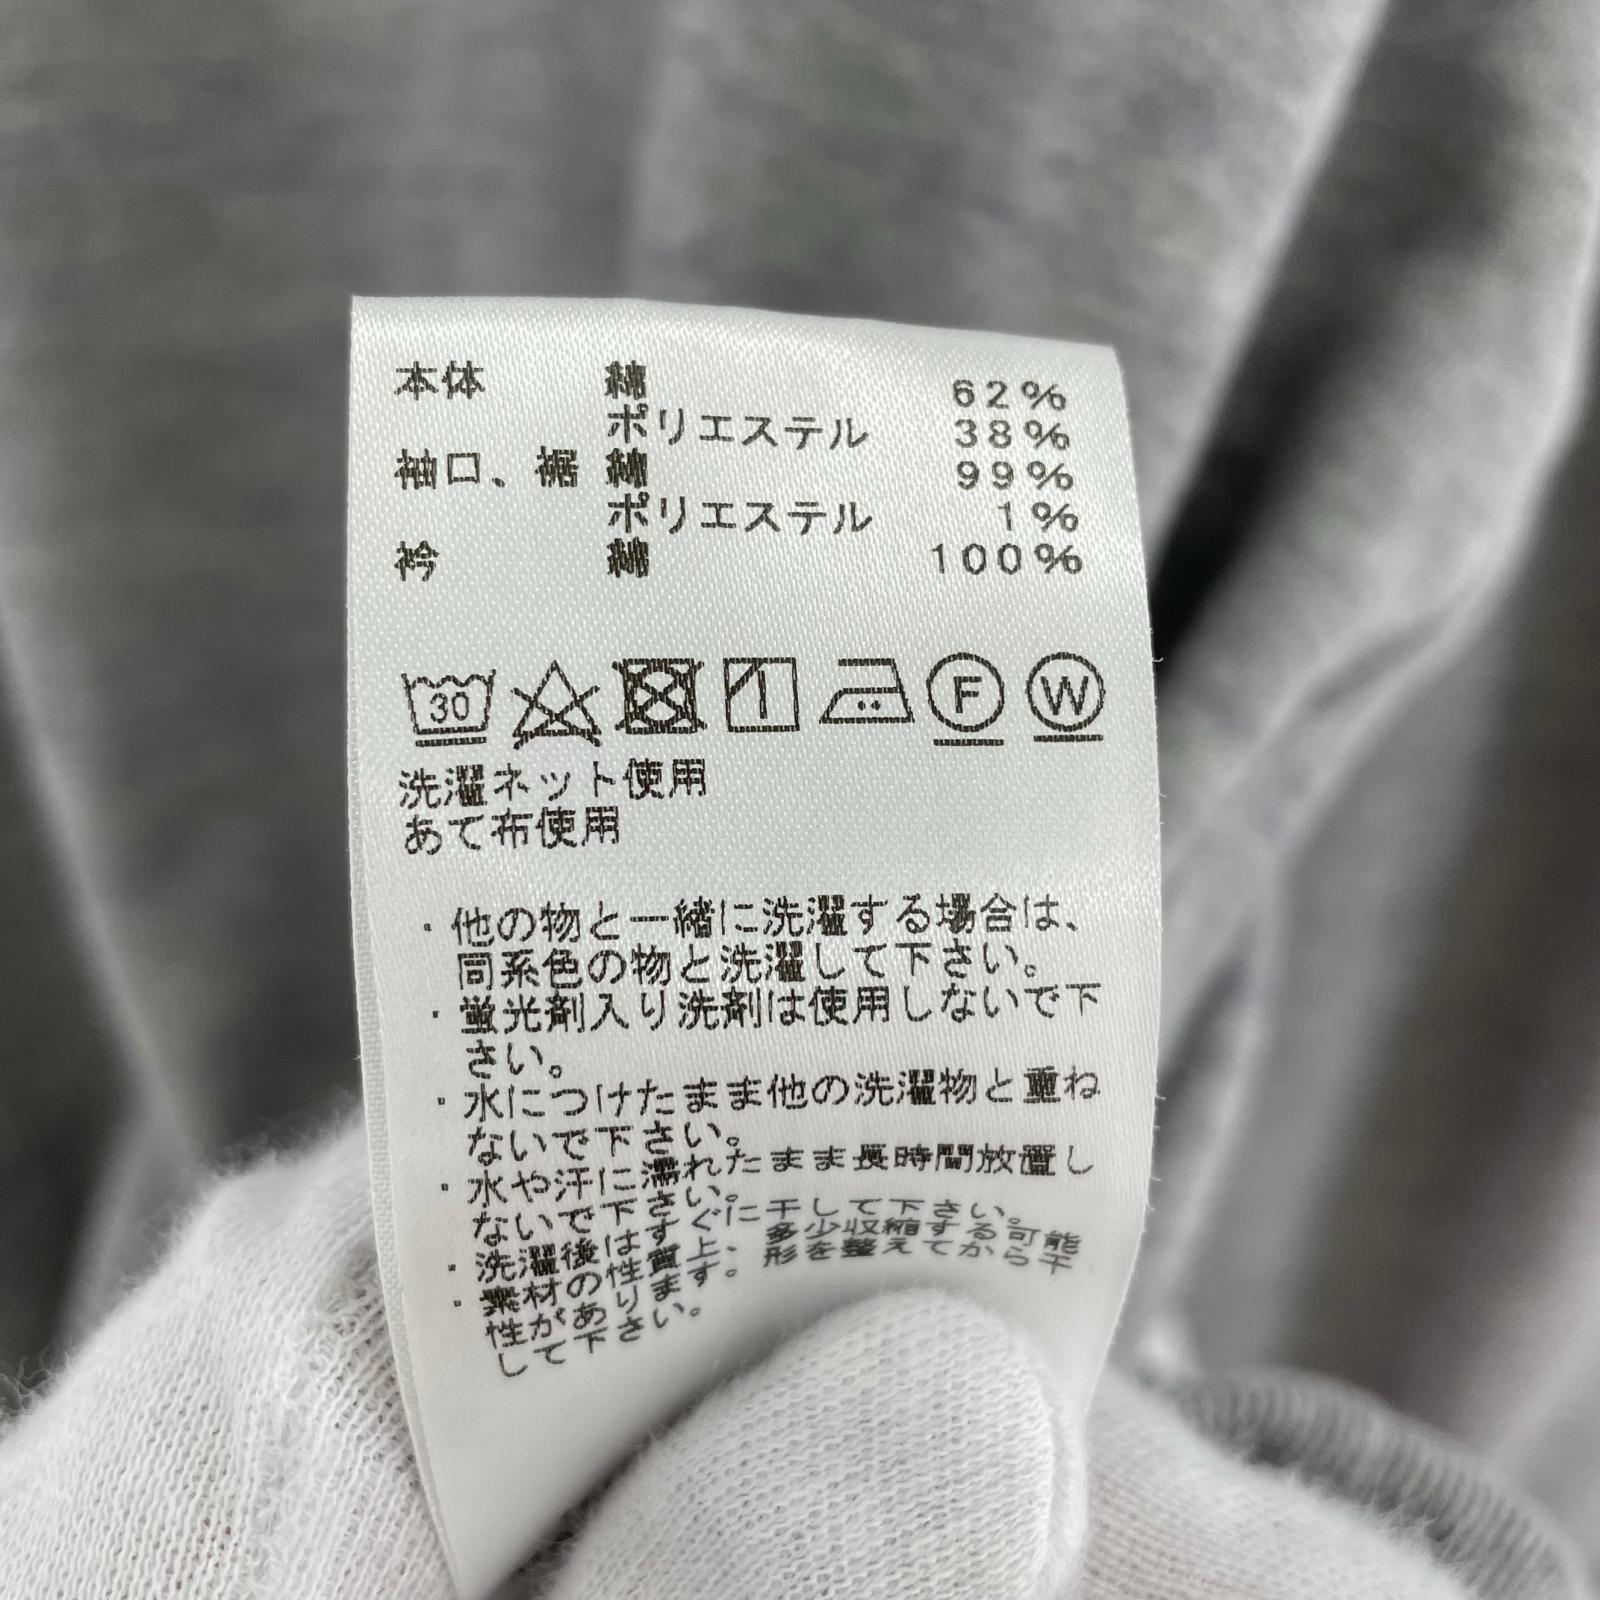 本体 綿 62%
ポリエステル 38%
袖口、裾 綿 99%
ポリエステル 1%
衿 綿 100%
30 F W
洗濯ネット使用
あて布使用
・他の物と一緒に洗濯する場合は、
同系色の物と洗濯して下さい。
・蛍光剤入り洗剤は使用しないで下
さい。
・水につけたまま他の洗濯物と重ね
ないで下さい。
・水や汗に濡れたまま長時間放置し
ないで下さい。
・洗濯後はすぐに干して下さい。
・素材の性質上、多少収縮する可能
性があります。形を整えてから干
して下さい。